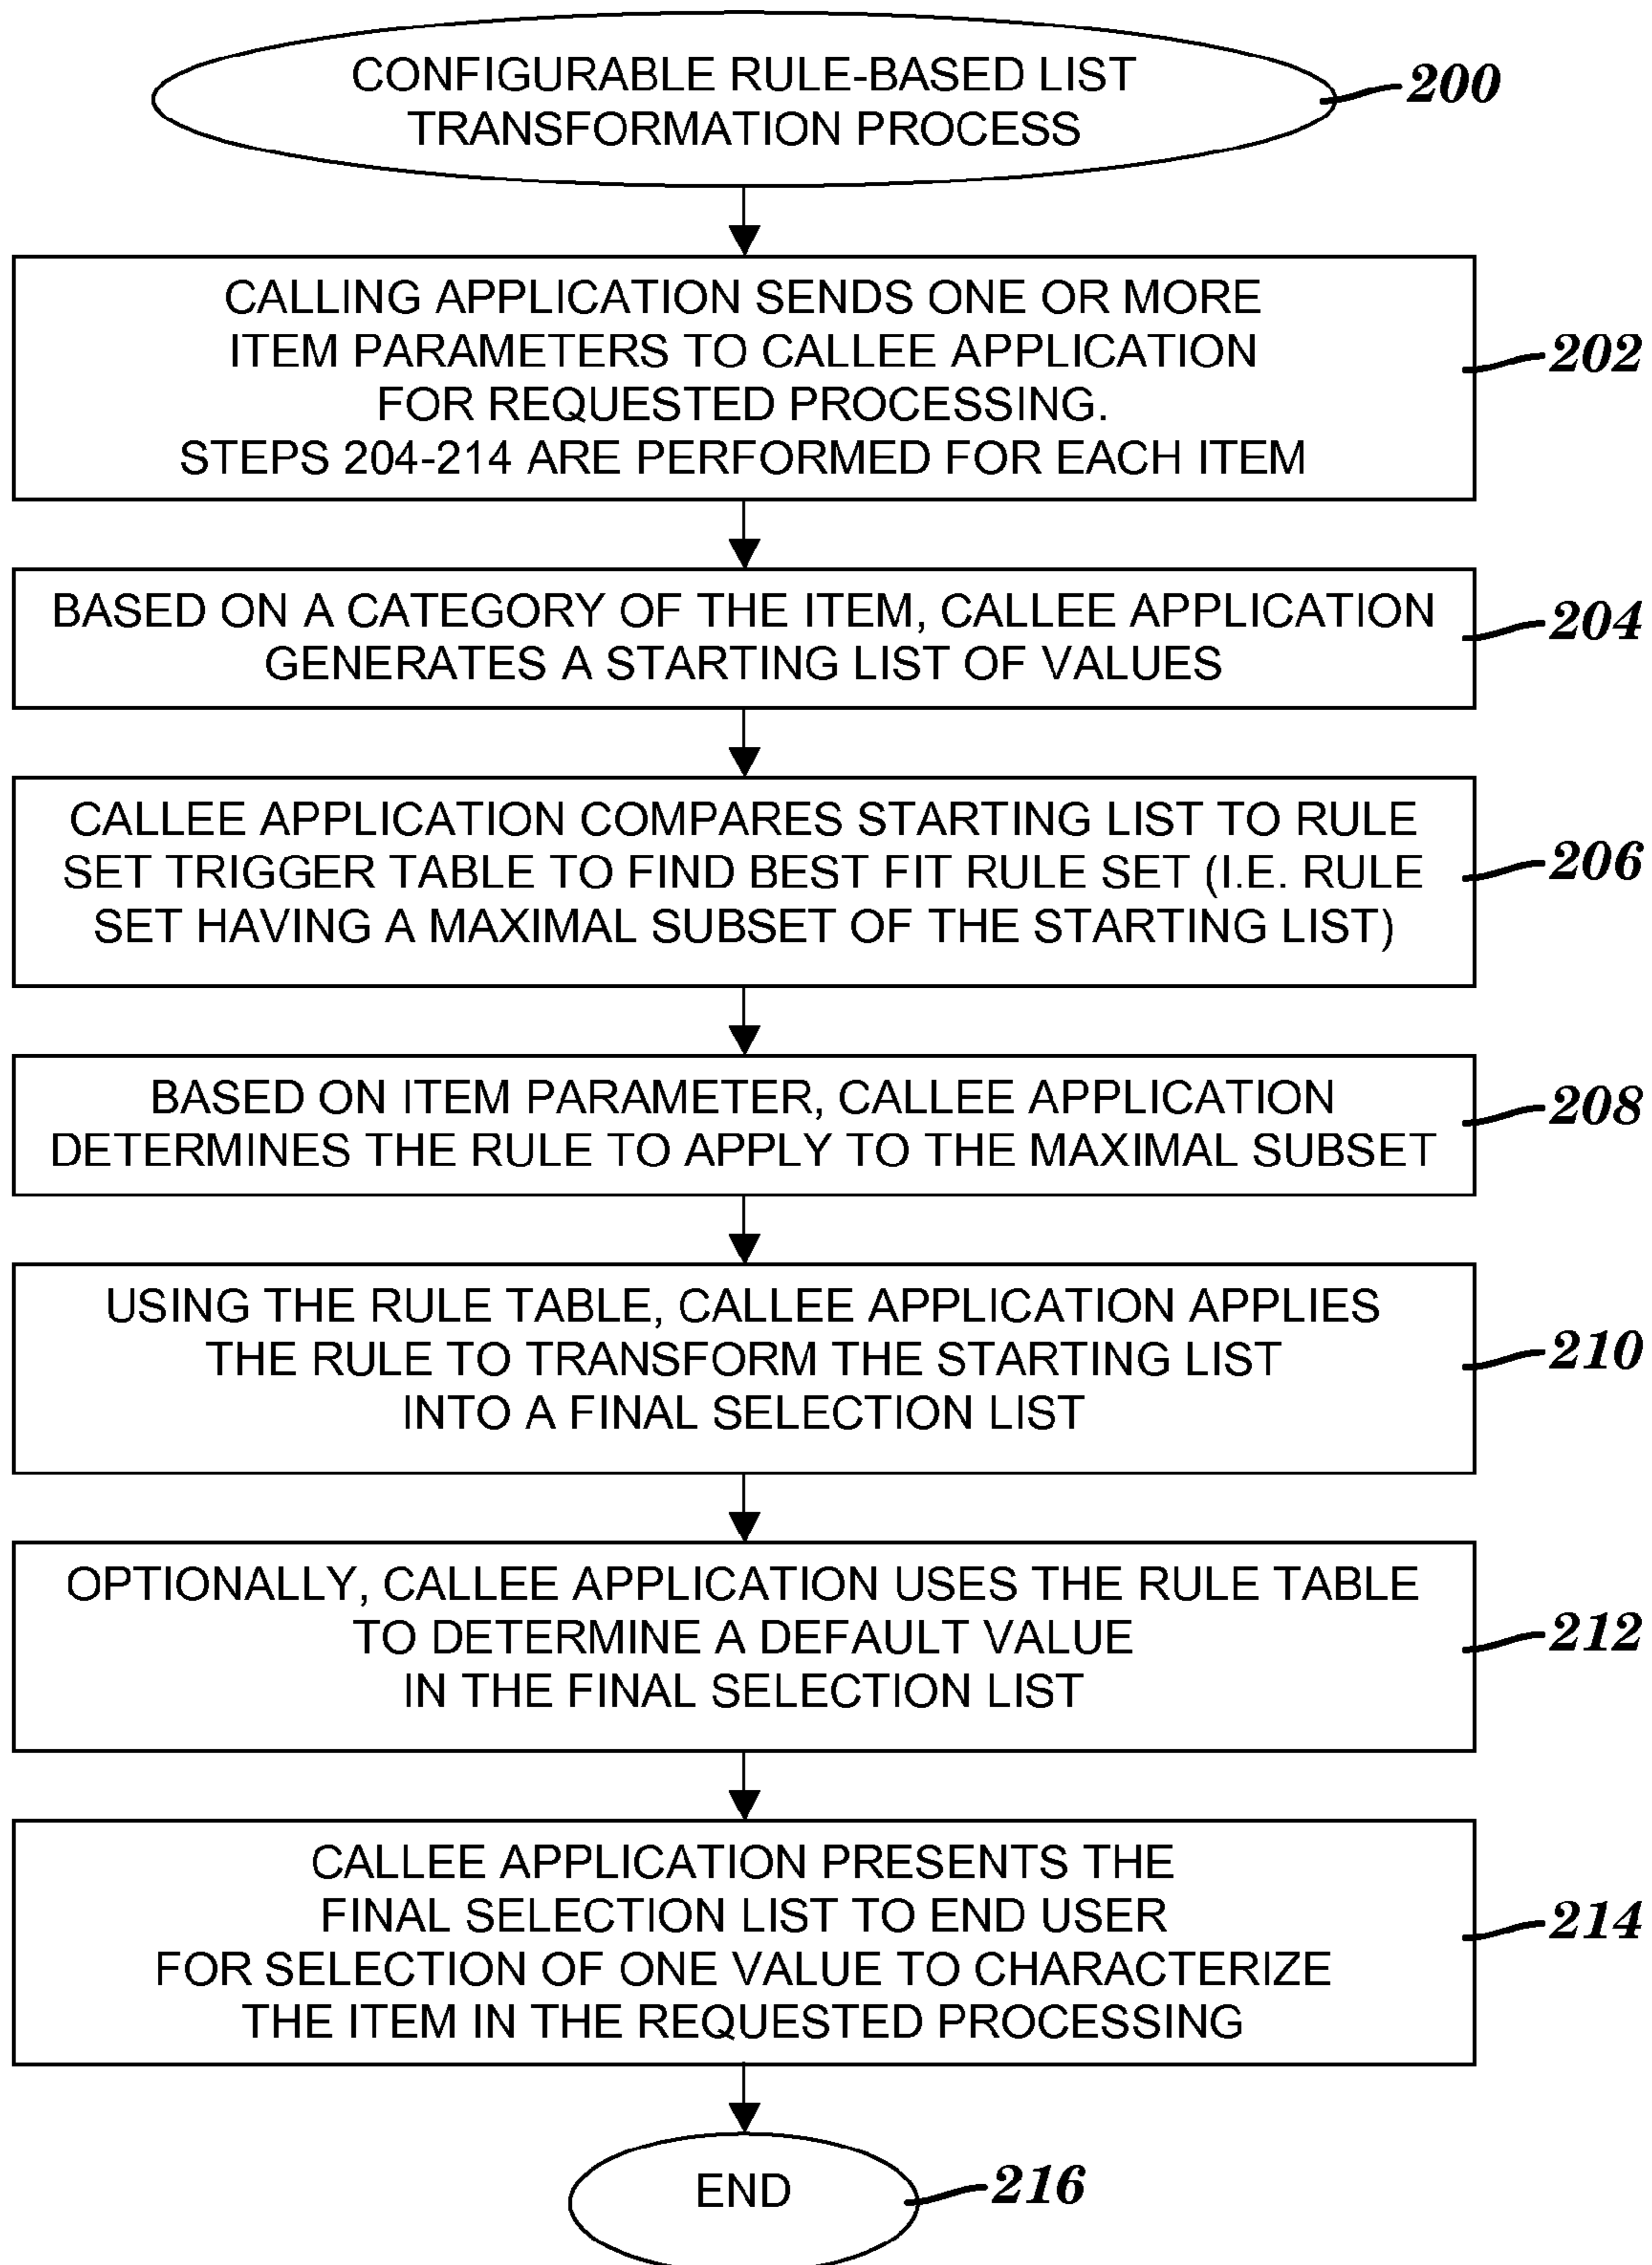 CONFIGURABLE RULE-BASED LIST
TRANSFORMATION PROCESS
200
CALLING APPLICATION SENDS ONE OR MORE
ITEM PARAMETERS TO CALLEE APPLICATION
FOR REQUESTED PROCESSING.
STEPS 204-214 ARE PERFORMED FOR EACH ITEM
202
BASED ON A CATEGORY OF THE ITEM, CALLEE APPLICATION
GENERATES A STARTING LIST OF VALUES
204
CALLEE APPLICATION COMPARES STARTING LIST TO RULE
SET TRIGGER TABLE TO FIND BEST FIT RULE SET (I.E. RULE
SET HAVING A MAXIMAL SUBSET OF THE STARTING LIST)
206
BASED ON ITEM PARAMETER, CALLEE APPLICATION
DETERMINES THE RULE TO APPLY TO THE MAXIMAL SUBSET
208
USING THE RULE TABLE, CALLEE APPLICATION APPLIES
THE RULE TO TRANSFORM THE STARTING LIST
INTO A FINAL SELECTION LIST
210
OPTIONALLY, CALLEE APPLICATION USES THE RULE TABLE
TO DETERMINE A DEFAULT VALUE
IN THE FINAL SELECTION LIST
212
CALLEE APPLICATION PRESENTS THE
FINAL SELECTION LIST TO END USER
FOR SELECTION OF ONE VALUE TO CHARACTERIZE
THE ITEM IN THE REQUESTED PROCESSING
214
END
216